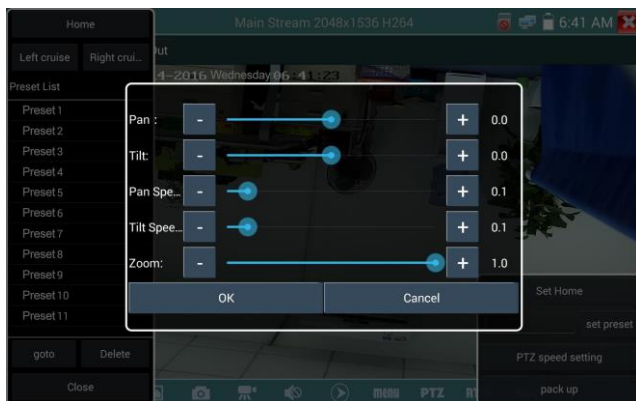 Home
Main Stream 2048x1536 H264
6:41 AM
Left cruise
Right crui..
Preset List
Preset 1
Preset 2
Preset 3
Preset 4
Preset 5
Preset 6
Preset 7
Preset 8
Preset 9
Preset 10
Preset 11
goto
Delete
Close
4-2016 Wednesday 06-41:23
Pan :
-
+
0.0
Tilt:
-
+
0.0
Pan Spe...
-
+
0.1
Tilt Spee...
-
+
0.1
Zoom:
-
+
1.0
OK
Cancel
Set Home
set preset
PTZ speed setting
pack up
menu
PTZ